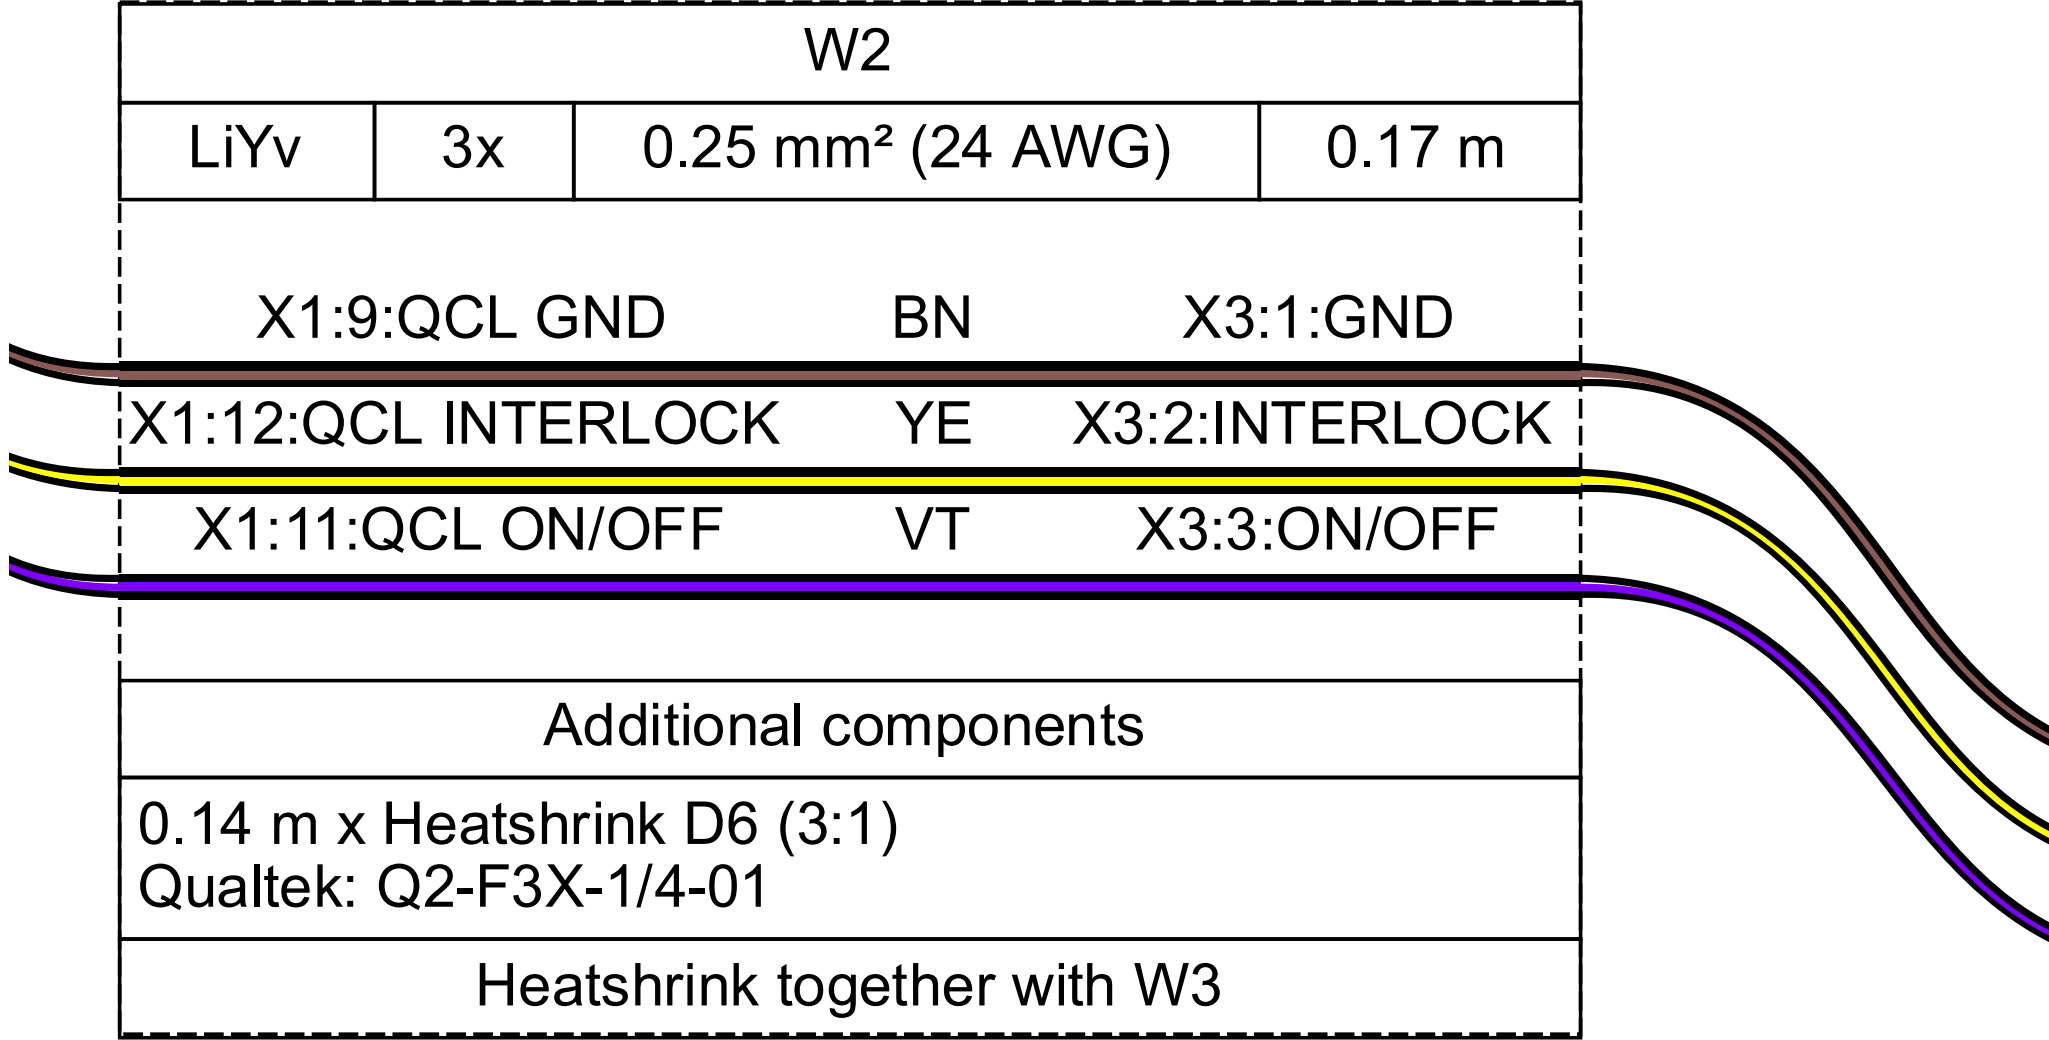 W2
LiYv 3x 0.25 mm² (24 AWG) 0.17 m
X1:9:QCL GND BN X3:1:GND
X1:12:QCL INTERLOCK YE X3:2:INTERLOCK
X1:11:QCL ON/OFF VT X3:3:ON/OFF
Additional components
0.14 m x Heatshrink D6 (3:1)
Qualtek: Q2-F3X-1/4-01
Heatshrink together with W3